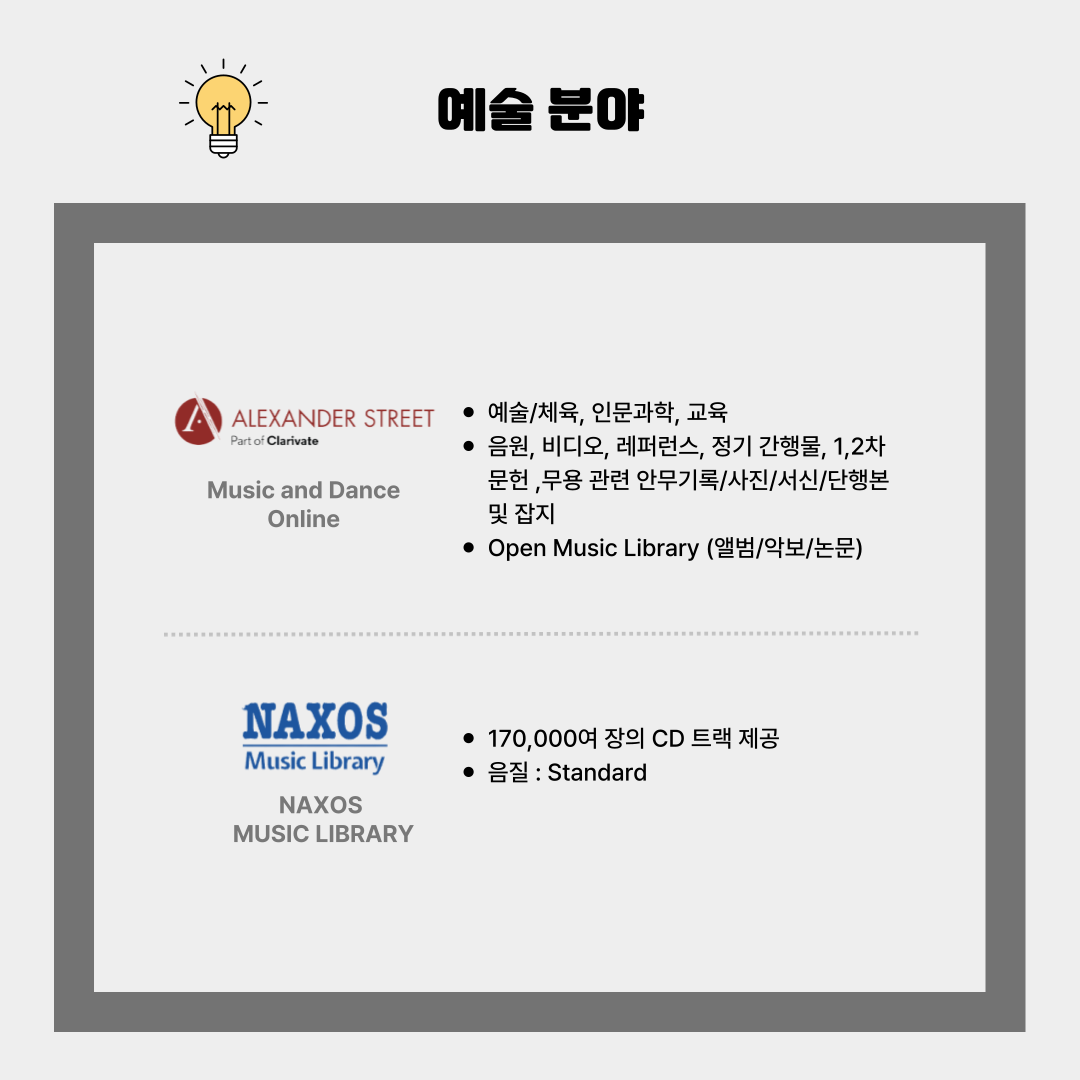 예술 분야
ALEXANDER STREET
Part of Clarivate
Music and Dance
Online
• 예술/체육, 인문과학, 교육
• 음원, 비디오, 레퍼런스, 정기 간행물, 1,2차
문헌 ,무용 관련 안무기록/사진/서신/단행본
및 잡지
• Open Music Library (앨범/악보/논문)
NAXOS
Music Library
NAXOS
MUSIC LIBRARY
• 170,000여 장의 CD 트랙 제공
• 음질 : Standard